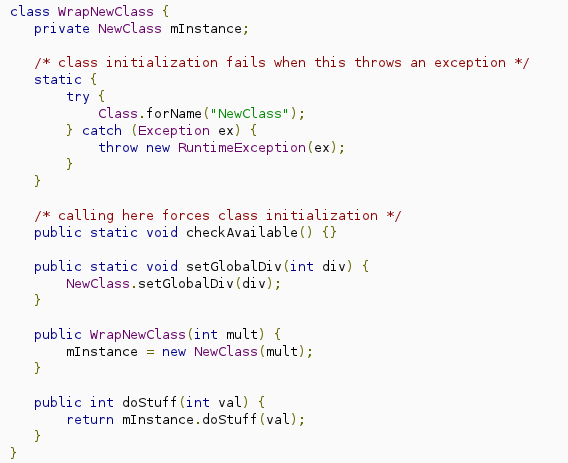 class WrapNewClass {
   private NewClass mInstance;

   /* class initialization fails when this throws an exception */
   static {
       try {
           Class.forName("NewClass");
       } catch (Exception ex) {
           throw new RuntimeException(ex);
       }
   }

   /* calling here forces class initialization */
   public static void checkAvailable() {}

   public static void setGlobalDiv(int div) {
       NewClass.setGlobalDiv(div);
   }

   public WrapNewClass(int mult) {
       mInstance = new NewClass(mult);
   }

   public int doStuff(int val) {
       return mInstance.doStuff(val);
   }
}